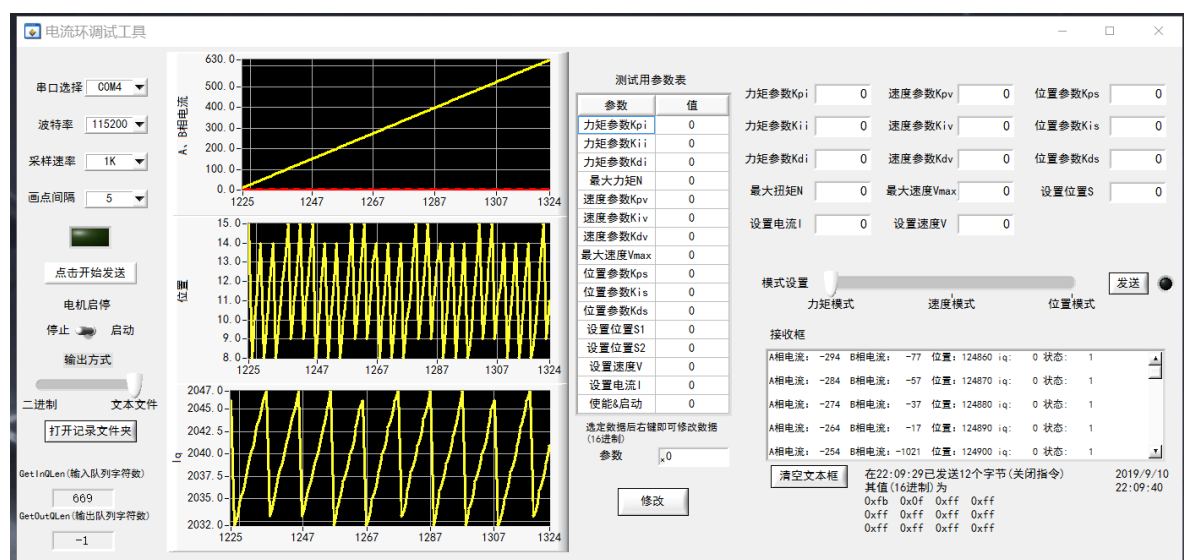 电流环调试工具
串口选择 COM4
波特率 115200
采样速率 1K
画点间隔 5
点击开始发送
电机启停
停止 启动
输出方式
二进制 文本文件
打开记录文件夹
GetInQLen(输入队列字符数)
669
GetOutQLen(输出队列字符数)
-1
A、B相电流
630.0
500.0
400.0
300.0
200.0
100.0
0.0
1225 1247 1267 1287 1307 1324
位置
15.0
14.0
13.0
12.0
11.0
10.0
9.0
8.0
1225 1247 1267 1287 1307 1324
Iq
2047.0
2045.0
2042.5
2040.0
2037.5
2035.0
2032.0
1225 1247 1267 1287 1307 1324
测试用参数表
参数 值
力矩参数Kpi 0
力矩参数Kii 0
力矩参数Kdi 0
最大力矩N 0
速度参数Kpv 0
速度参数Kiv 0
速度参数Kdv 0
最大速度Vmax 0
位置参数Kps 0
位置参数Kis 0
位置参数Kds 0
设置位置S1 0
设置位置S2 0
设置速度V 0
设置电流I 0
使能&启动 0
选定数据后右键即可修改数据
(16进制)
参数 x0
修改
力矩参数Kpi 0 速度参数Kpv 0 位置参数Kps 0
力矩参数Kii 0 速度参数Kiv 0 位置参数Kis 0
力矩参数Kdi 0 速度参数Kdv 0 位置参数Kds 0
最大扭矩N 0 最大速度Vmax 0 设置位置S 0
设置电流I 0 设置速度V 0
模式设置 发送
力矩模式 速度模式 位置模式
接收框
A相电流: -294 B相电流: -77 位置: 124860 iq: 0 状态: 1
A相电流: -284 B相电流: -57 位置: 124870 iq: 0 状态: 1
A相电流: -274 B相电流: -37 位置: 124880 iq: 0 状态: 1
A相电流: -264 B相电流: -17 位置: 124890 iq: 0 状态: 1
A相电流: -254 B相电流: -1021 位置: 124900 iq: 0 状态: 1
清空文本框
在22:09:29已发送12个字节(关闭指令)
其值(16进制)为
0xfb 0x0f 0xff 0xff
0xff 0xff 0xff 0xff
0xff 0xff 0xff 0xff
2019/9/10
22:09:40